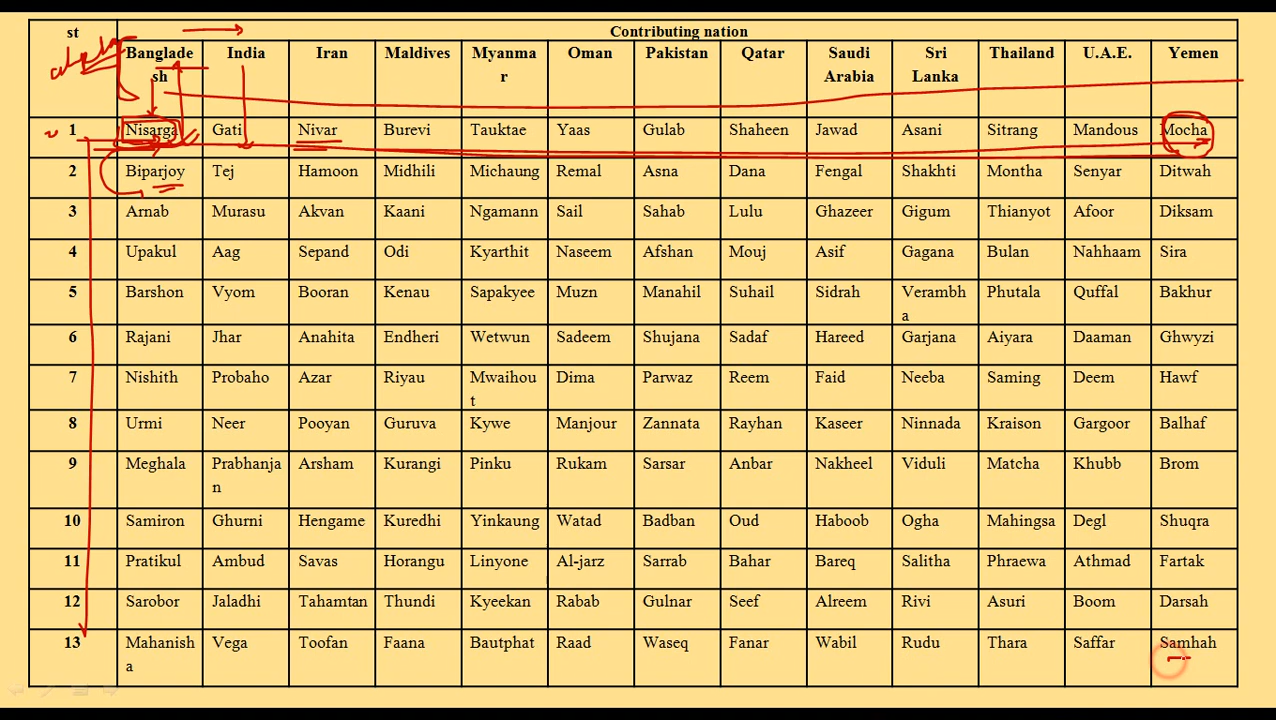 st Contributing nation
Banglade India Iran Maldives Myanma Oman Pakistan Qatar Saudi Sri Thailand U.A.E. Yemen
sh r Arabia Lanka
1 Nisarga Gati Nivar Burevi Tauktae Yaas Gulab Shaheen Jawad Asani Sitrang Mandous Mocha
2 Biparjoy Tej Hamoon Midhili Michaung Remal Asna Dana Fengal Shakhti Montha Senyar Ditwah
3 Arnab Murasu Akvan Kaani Ngamann Sail Sahab Lulu Ghazeer Gigum Thianyot Afoor Diksam
4 Upakul Aag Sepand Odi Kyarthit Naseem Afshan Mouj Asif Gagana Bulan Nahhaam Sira
5 Barshon Vyom Booran Kenau Sapakyee Muzn Manahil Suhail Sidrah Verambh Phutala Quffal Bakhur
a
6 Rajani Jhar Anahita Endheri Wetwun Sadeem Shujana Sadaf Hareed Garjana Aiyara Daaman Ghwyzi
7 Nishith Probaho Azar Riyau Mwaihou Dima Parwaz Reem Faid Neeba Saming Deem Hawf
t
8 Urmi Neer Pooyan Guruva Kywe Manjour Zannata Rayhan Kaseer Ninnada Kraison Gargoor Balhaf
9 Meghala Prabhanja Arsham Kurangi Pinku Rukam Sarsar Anbar Nakheel Viduli Matcha Khubb Brom
n
10 Samiron Ghurni Hengame Kuredhi Yinkaung Watad Badban Oud Haboob Ogha Mahingsa Degl Shuqra
11 Pratikul Ambud Savas Horangu Linyone Al-jarz Sarrab Bahar Bareq Salitha Phraewa Athmad Fartak
12 Sarobor Jaladhi Tahamtan Thundi Kyeekan Rabab Gulnar Seef Alreem Rivi Asuri Boom Darsah
13 Mahanish Vega Toofan Faana Bautphat Raad Waseq Fanar Wabil Rudu Thara Saffar Samhah
a